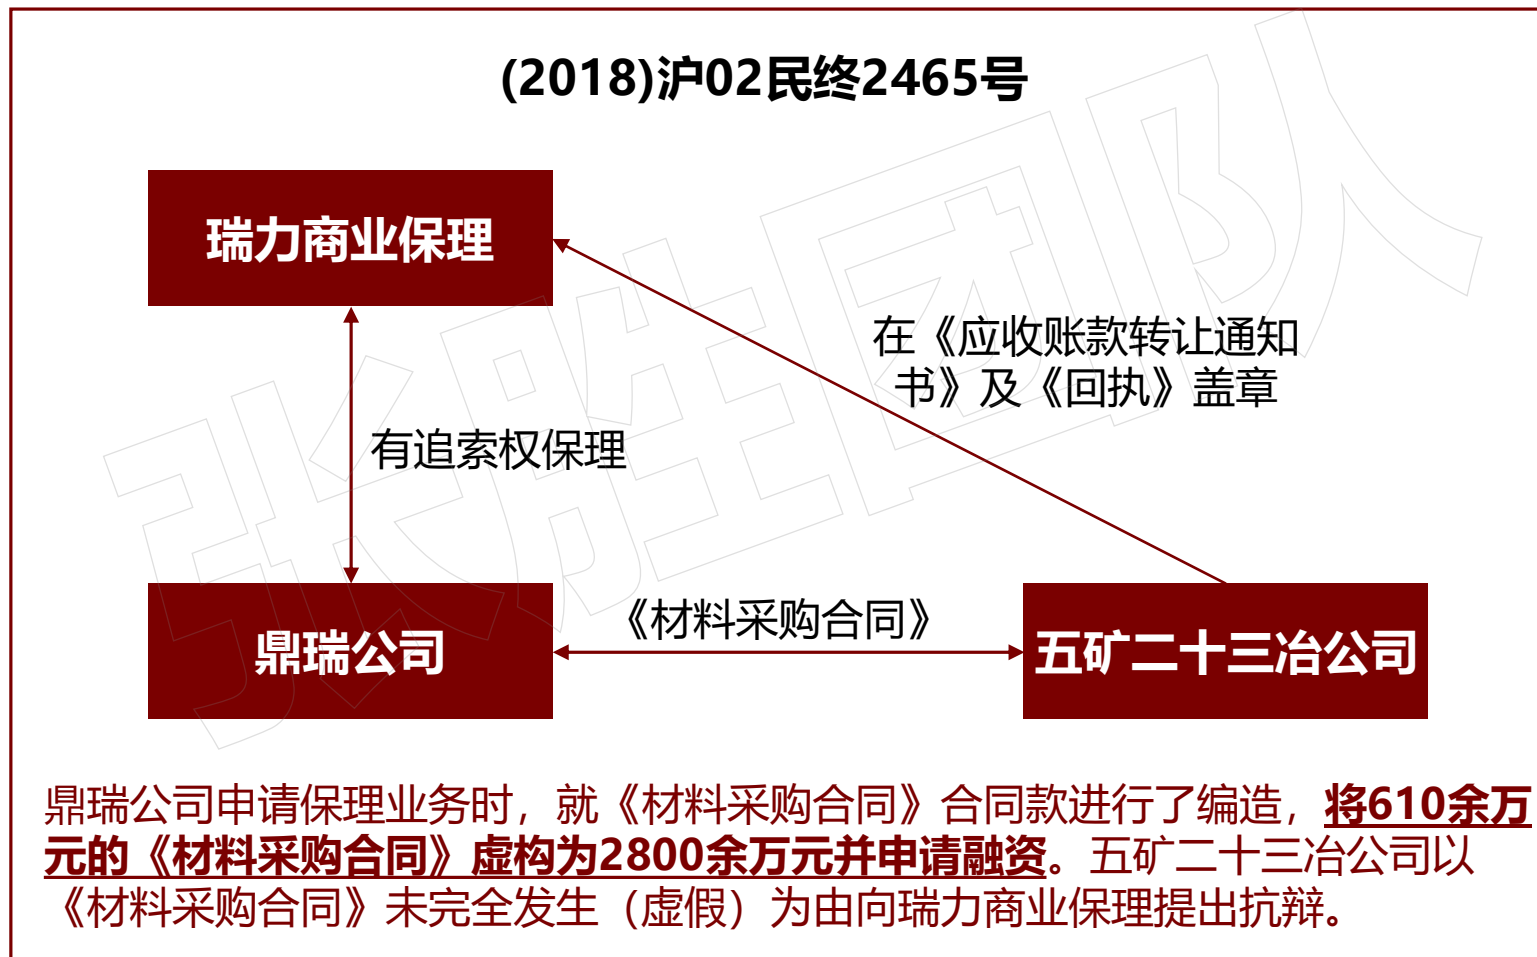 (2018)沪02民终2465号
瑞力商业保理
在《应收账款转让通知
书》及《回执》盖章
有追索权保理
《材料采购合同》
鼎瑞公司
五矿二十三冶公司
鼎瑞公司申请保理业务时，就《材料采购合同》合同款进行了编造，将610余万
元的《材料采购合同》虚构为2800余万元并申请融资。五矿二十三冶公司以
《材料采购合同》未完全发生（虚假）为由向瑞力商业保理提出抗辩。
张胜团队